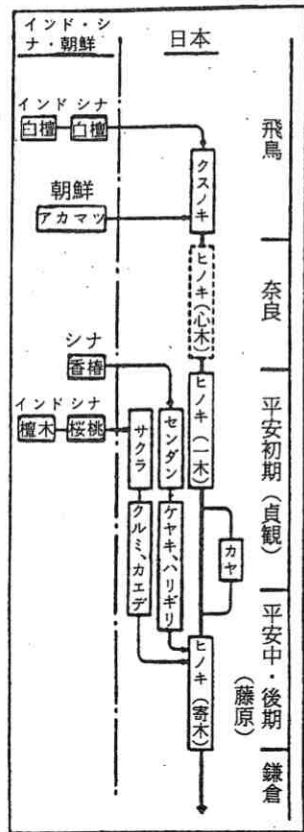 インド・シナ・朝鮮
日本
インド シナ
白檀 白檀
朝鮮
アカマツ
クスノキ
飛鳥
ヒノキ(心木)
奈良
シナ
香椿
インド シナ
檀木 桜桃
サクラ
センダン
ヒノキ(一木)
平安初期(貞観)
クルミ、カエデ
ケヤキ、ハリギリ
カヤ
ヒノキ(寄木)
平安中・後期(藤原)
鎌倉